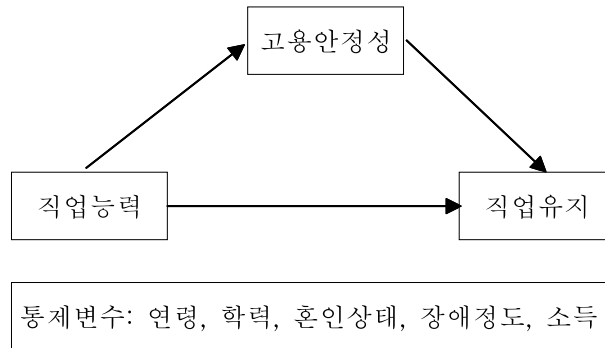 고용안정성
직업능력
직업유지
통제변수: 연령, 학력, 혼인상태, 장애정도, 소득